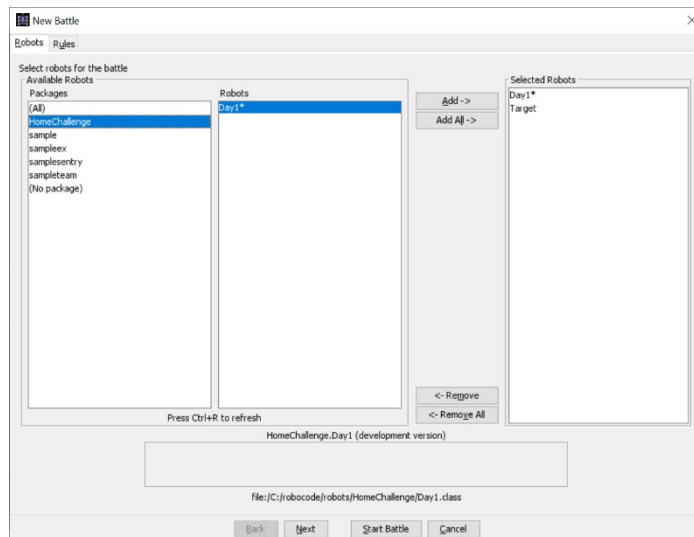 New Battle
Robots Rules
Select robots for the battle
Available Robots
Packages
(All)
HomeChallenge
sample
sampleex
samplesentry
sampleteam
(No package)
Robots
Day1*
Press Ctrl+R to refresh
Add ->
Add All ->
<- Remove
<- Remove All
Selected Robots
Day1*
Target
HomeChallenge.Day1 (development version)
file:/C:/robocode/robots/HomeChallenge/Day1.class
Back Next Start Battle Cancel